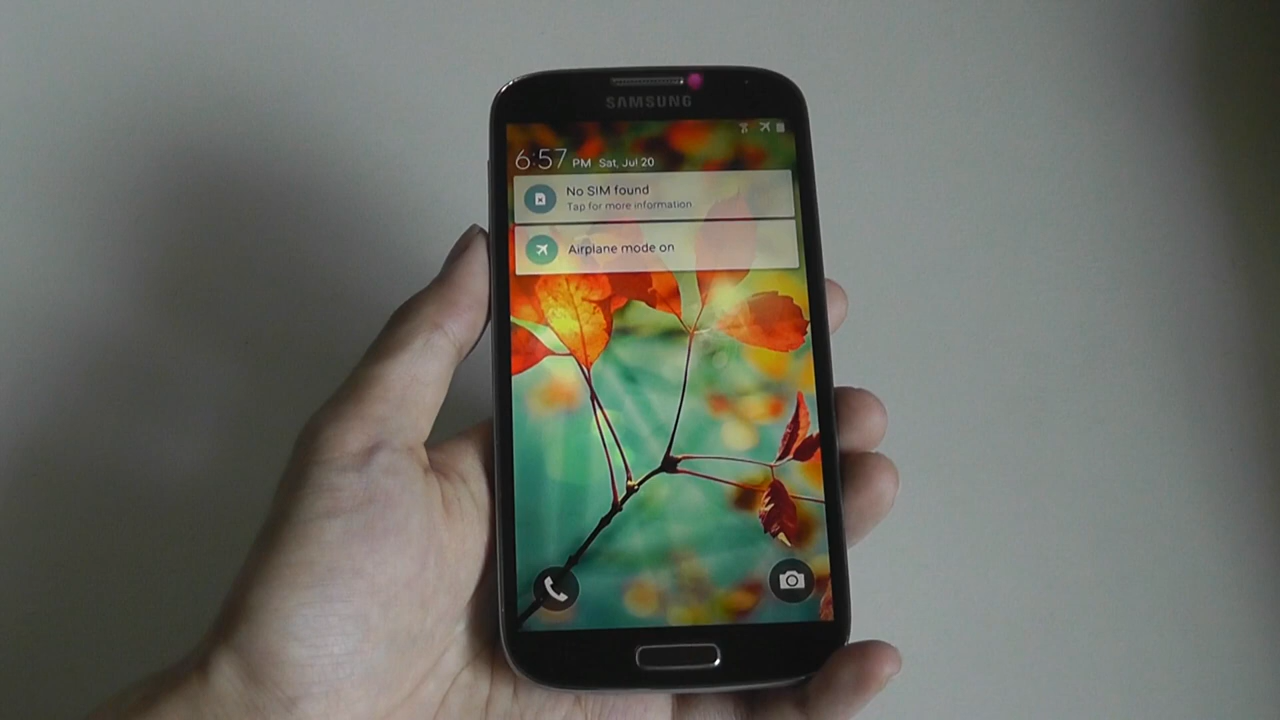 SAMSUNG
6:57 PM Sat, Jul 20
No SIM found
Tap for more information.
Airplane mode on